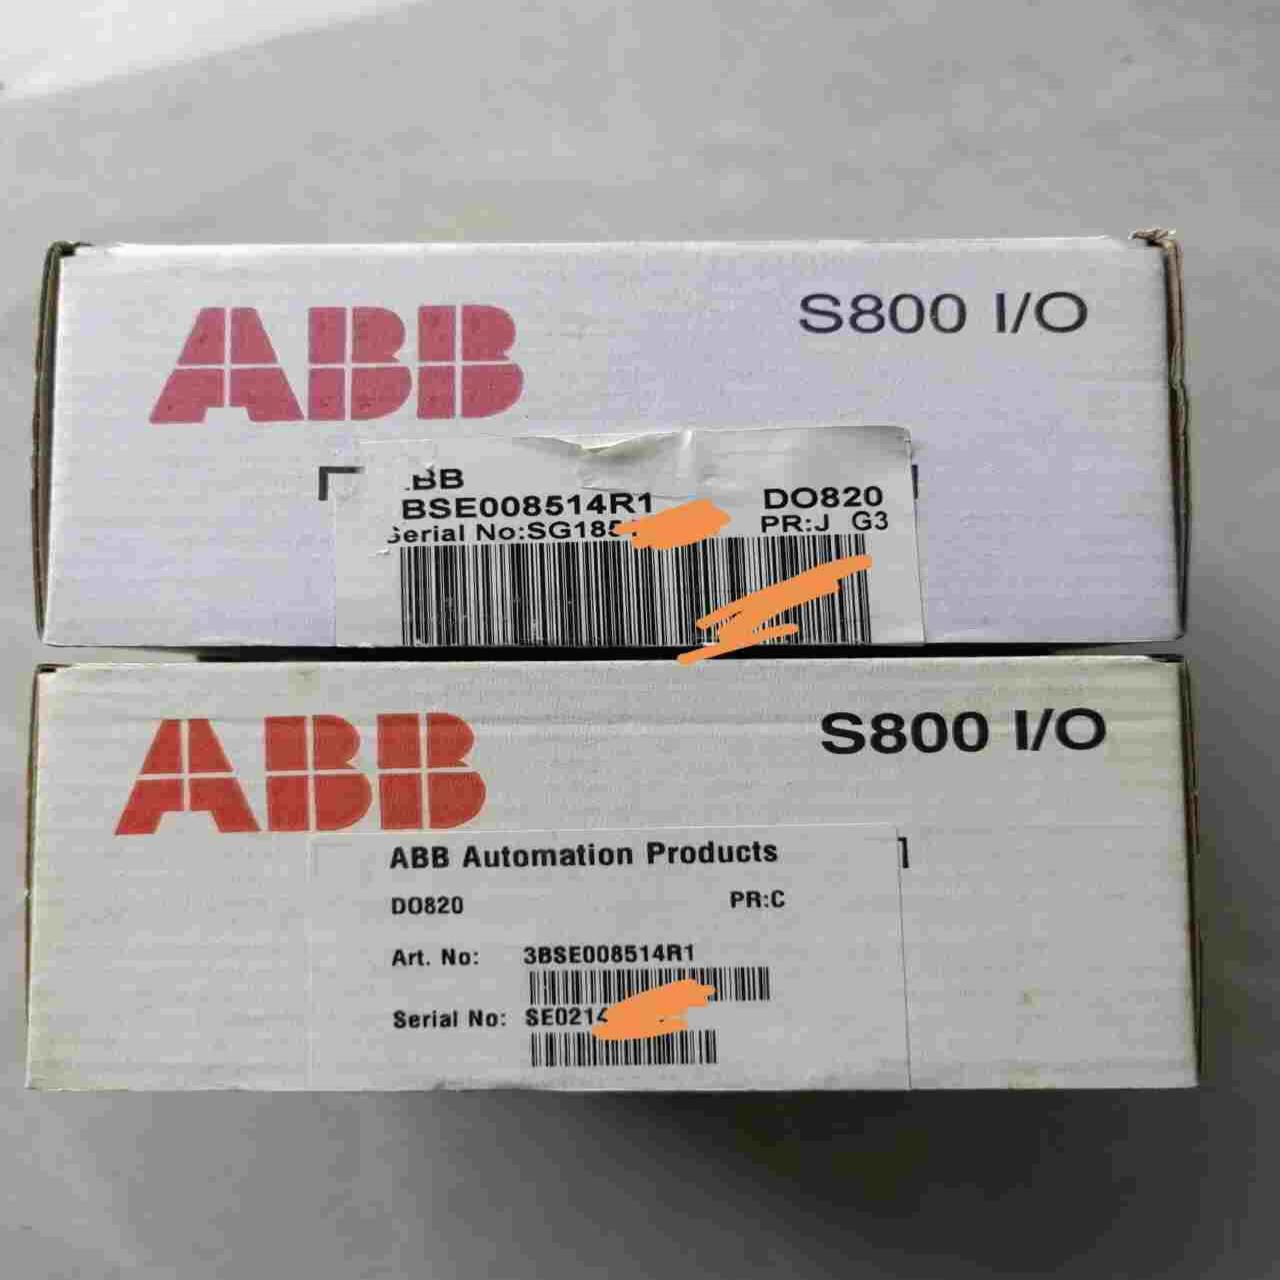 ABB
S800 I/O
BB
BSE008514R1
DO820
Serial No:SG185
PR:J G3
ABB
S800 I/O
ABB Automation Products
DO820
PR:C
Art. No: 3BSE008514R1
Serial No: SE0214